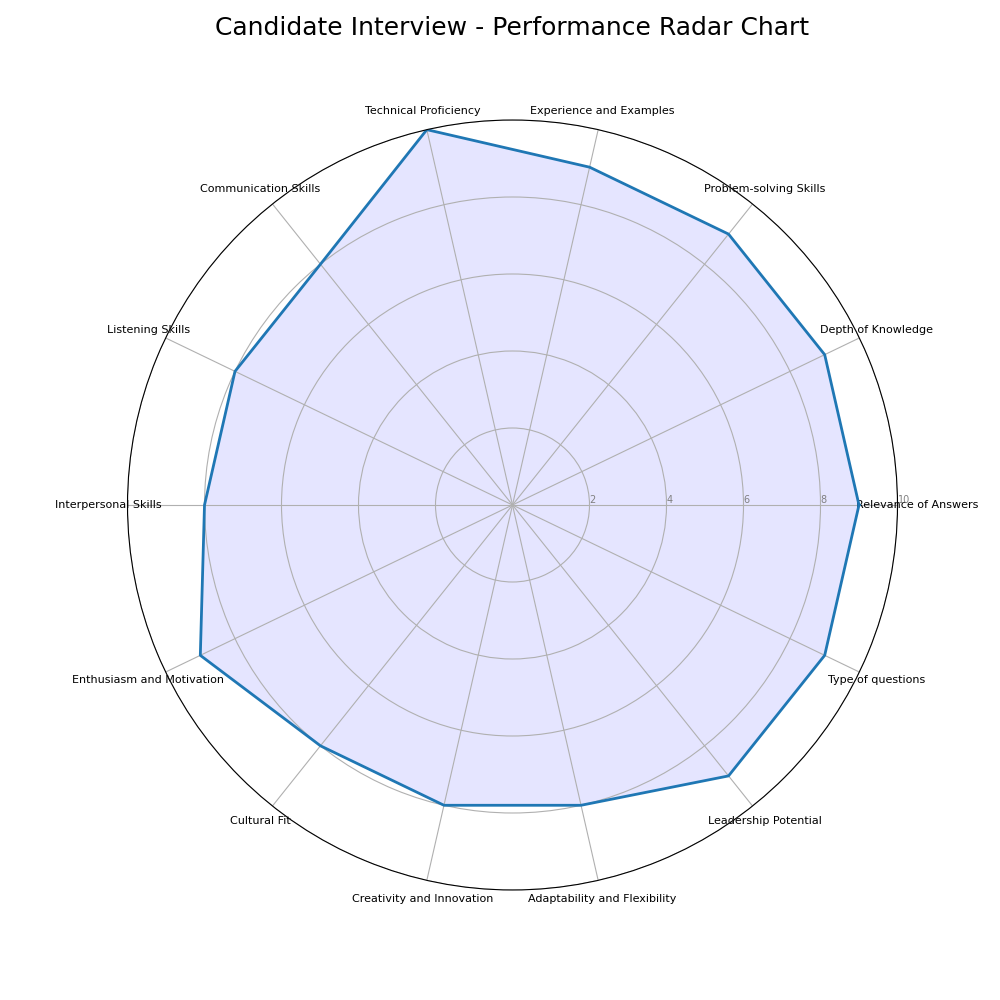 Candidate Interview - Performance Radar Chart
Technical Proficiency
Experience and Examples
Communication Skills
Problem-solving Skills
Listening Skills
Depth of Knowledge
Interpersonal Skills
2
4
6
8
10
Relevance of Answers
Enthusiasm and Motivation
Type of questions
Cultural Fit
Leadership Potential
Creativity and Innovation
Adaptability and Flexibility